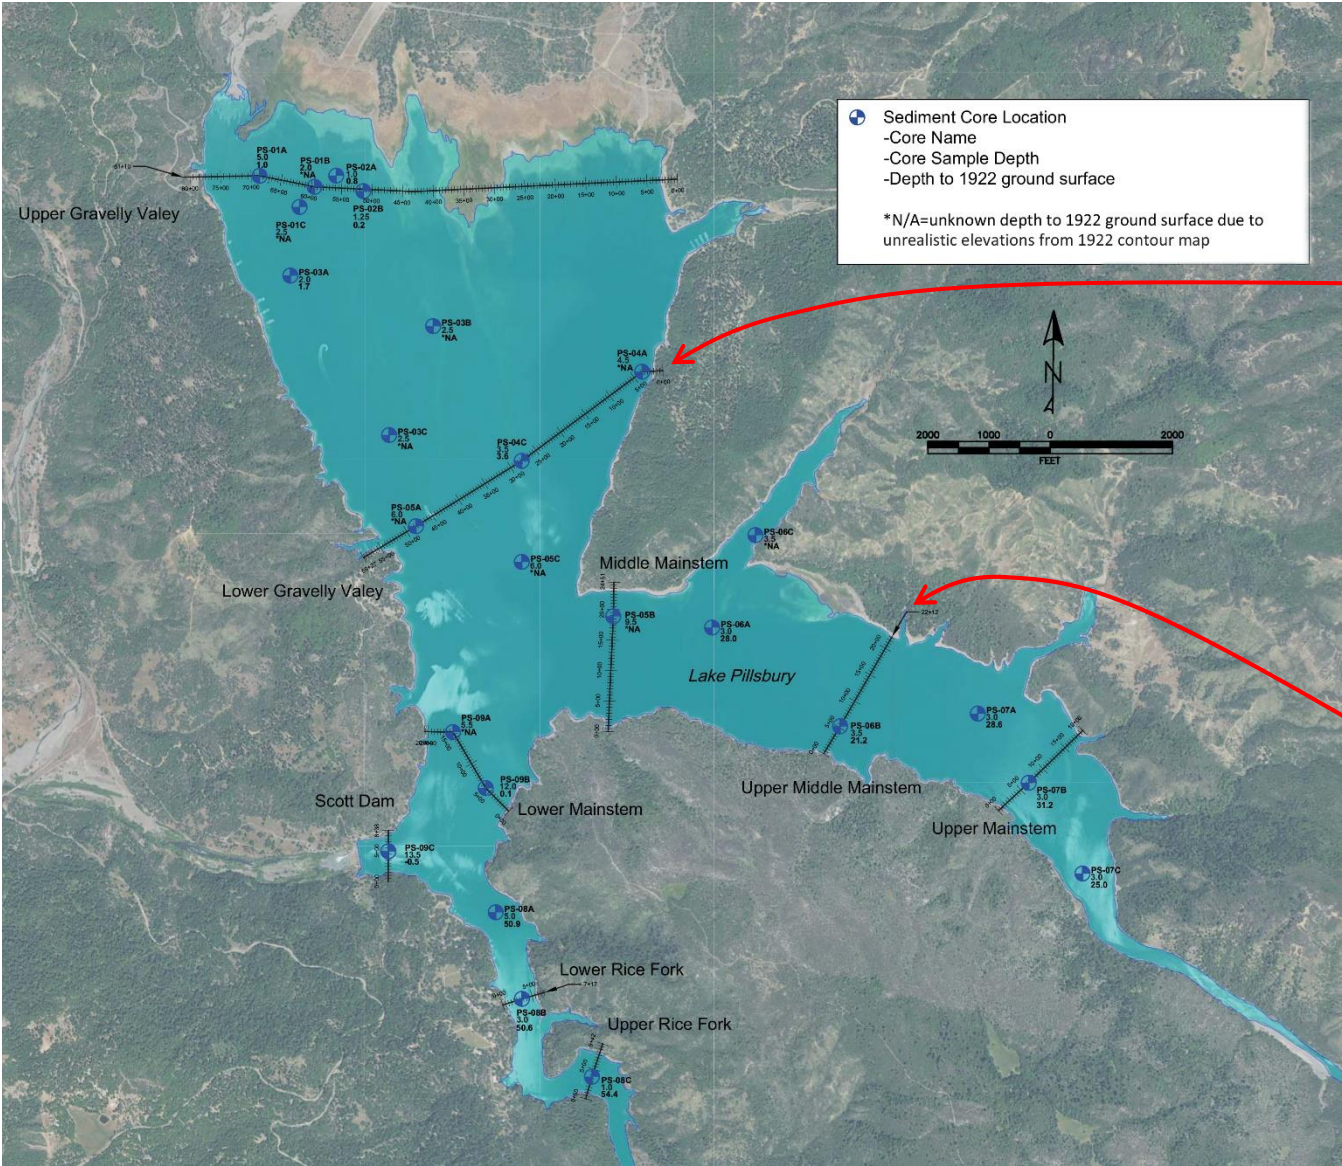 Sediment Core Location
-Core Name
-Core Sample Depth
-Depth to 1922 ground surface
*N/A=unknown depth to 1922 ground surface due to
unrealistic elevations from 1922 contour map
N
2000 1000 0 2000
FEET
PS-01A
5.0
1.0
PS-01B
2.0
*NA
PS-02A
1.0
0.8
PS-02B
1.25
0.2
PS-01C
2.5
*NA
Upper Gravelly Valey
PS-03A
2.0
1.7
PS-03B
2.5
*NA
PS-04A
4.5
*NA
PS-03C
2.5
*NA
PS-04C
3.6
PS-05A
6.0
*NA
PS-05C
6.0
*NA
Lower Gravelly Valey
Middle Mainstem
PS-05B
9.5
*NA
PS-06C
3.5
*NA
PS-06A
3.0
28.0
Lake Pillsbury
22+12
PS-06B
3.5
21.2
Upper Middle Mainstem
PS-07A
3.0
28.6
PS-07B
3.0
31.2
Upper Mainstem
PS-07C
3.0
25.0
PS-09A
5.5
*NA
PS-09B
12.0
0.1
Lower Mainstem
Scott Dam
PS-09C
13.5
-0.5
PS-08A
5.0
50.9
Lower Rice Fork
7+17
PS-08B
3.0
50.6
Upper Rice Fork
PS-08C
1.0
54.4